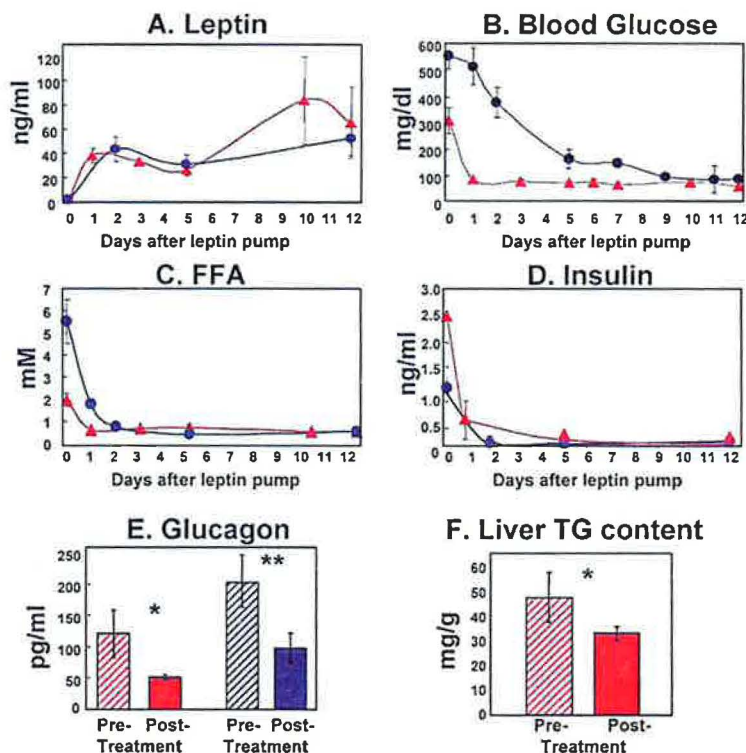 A. Leptin
ng/ml
120
100
80
60
40
20
0
0 1 2 3 4 5 6 7 8 9 10 11 12
Days after leptin pump
B. Blood Glucose
mg/dl
600
500
400
300
200
100
0
0 1 2 3 4 5 6 7 8 9 10 11 12
Days after leptin pump
C. FFA
mM
7
6
5
4
3
2
1
0
0 1 2 3 4 5 6 7 8 9 10 11 12
Days after leptin pump
D. Insulin
ng/ml
3.0
2.5
2.0
1.0
0.5
0
0 1 2 3 4 5 6 7 8 9 10 11 12
Days after leptin pump
E. Glucagon
pg/ml
250
200
150
100
50
0
*
**
Pre- Post- Pre- Post-
Treatment Treatment
F. Liver TG content
mg/g
60
50
40
30
20
10
0
*
Pre- Post-
Treatment